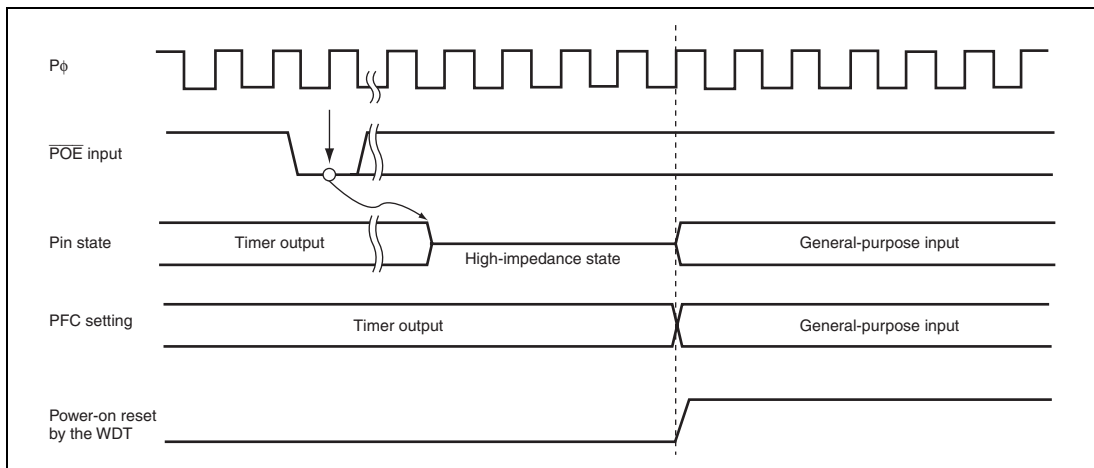 Pφ
POE input
Pin state
Timer output
High-impedance state
General-purpose input
PFC setting
Timer output
General-purpose input
Power-on reset
by the WDT